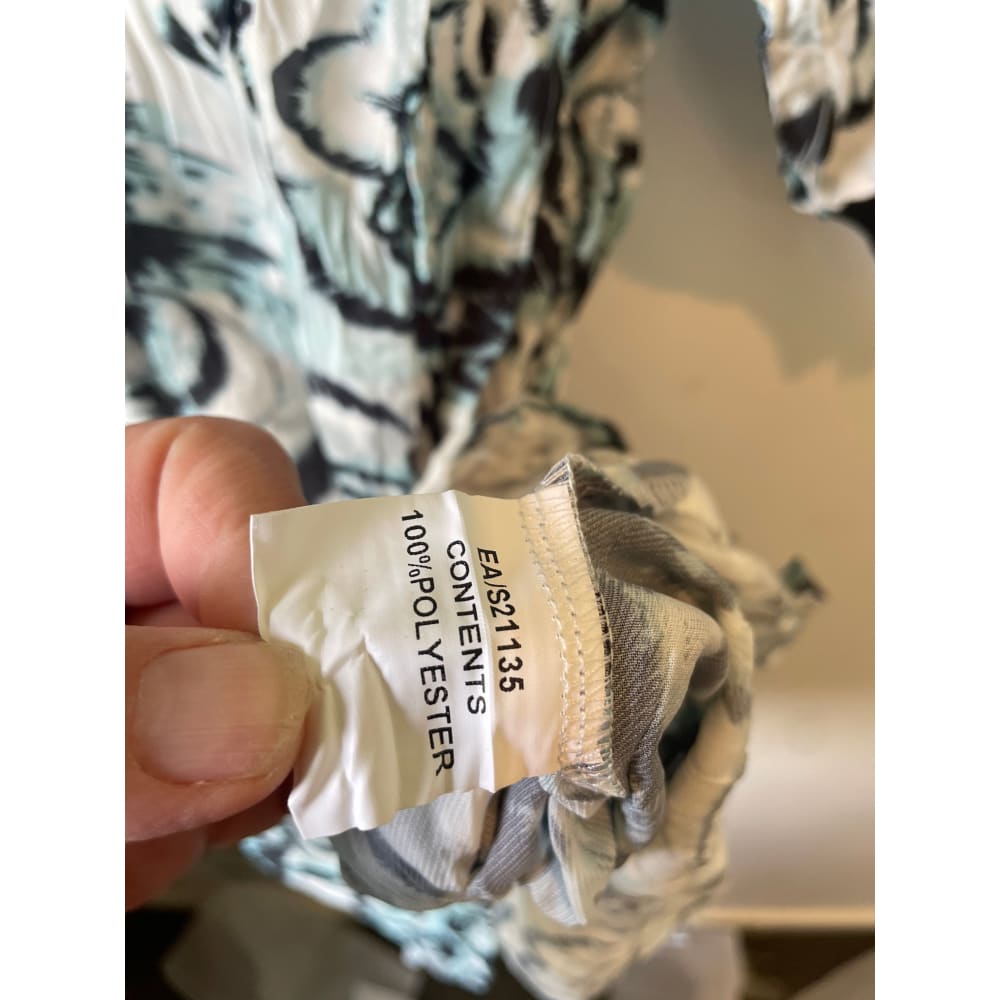 EA/S21135
CONTENTS
100%POLYESTER